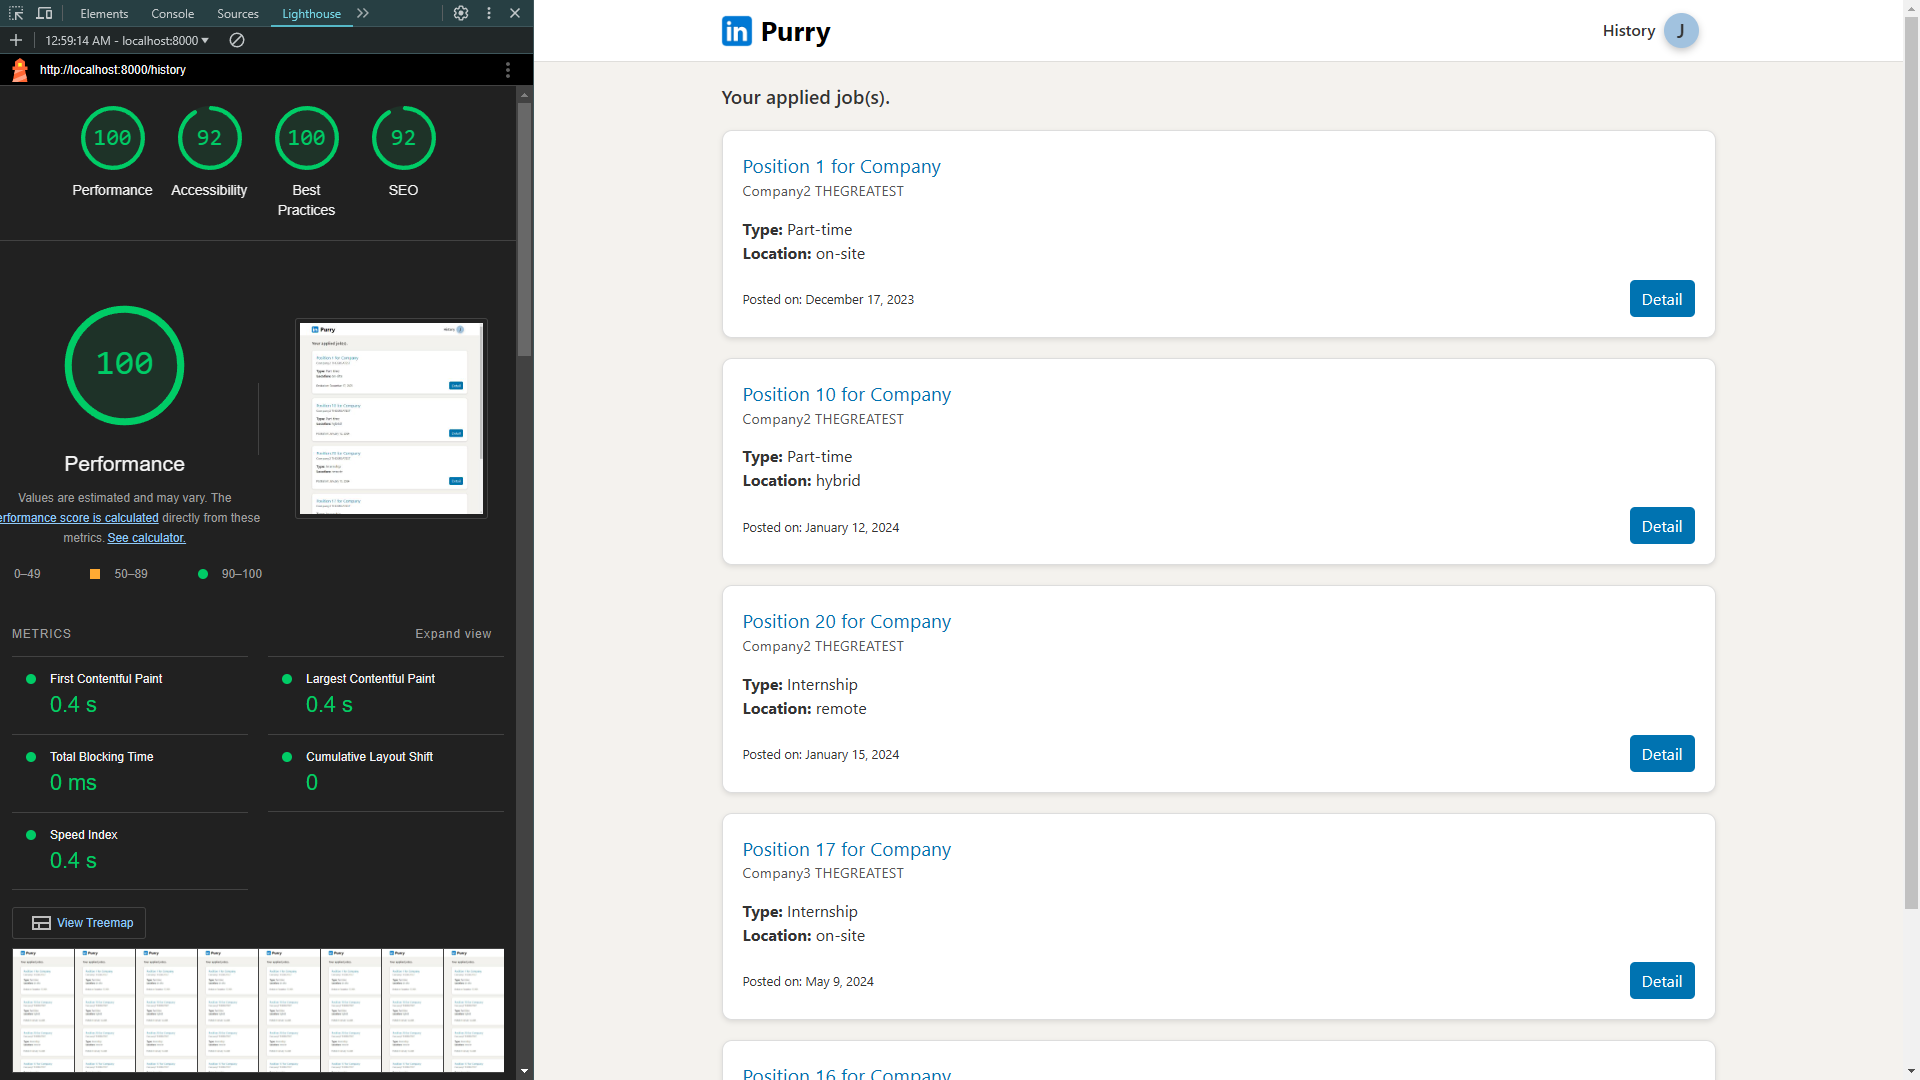 Elements Console Sources Lighthouse
12:59:14 AM - localhost:8000
http://localhost:8000/history
100 92 100 92
Performance Accessibility Best Practices SEO
100
Performance
Values are estimated and may vary. The
erformance score is calculated directly from these
metrics. See calculator.
0–49 50–89 90–100
METRICS Expand view
First Contentful Paint
0.4 s
Largest Contentful Paint
0.4 s
Total Blocking Time
0 ms
Cumulative Layout Shift
0
Speed Index
0.4 s
View Treemap
in Purry
History J
Your applied job(s).
Position 1 for Company
Company2 THEGREATEST
Type: Part-time
Location: on-site
Posted on: December 17, 2023
Detail
Position 10 for Company
Company2 THEGREATEST
Type: Part-time
Location: hybrid
Posted on: January 12, 2024
Detail
Position 20 for Company
Company2 THEGREATEST
Type: Internship
Location: remote
Posted on: January 15, 2024
Detail
Position 17 for Company
Company3 THEGREATEST
Type: Internship
Location: on-site
Posted on: May 9, 2024
Detail
Position 16 for Company